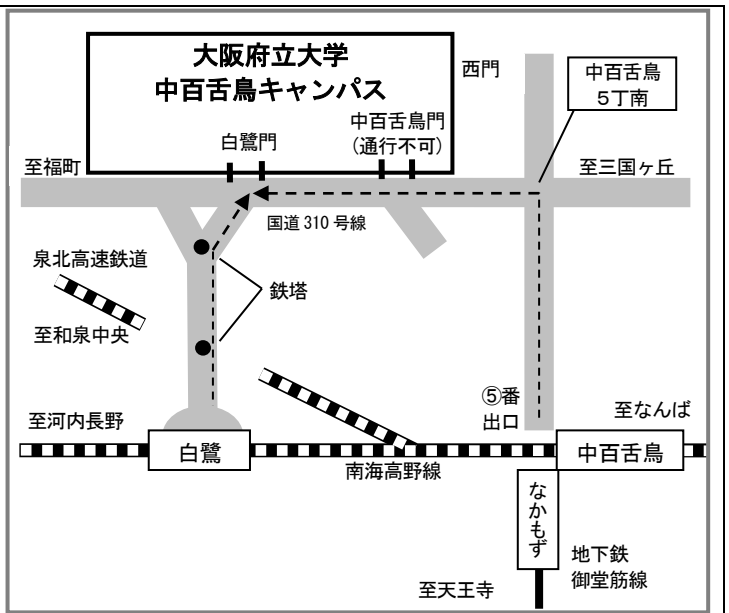 大阪府立大学
中百舌鳥キャンパス
西門
中百舌鳥
5丁南
中百舌鳥門
(通行不可)
白鷺門
至福町
至三国ヶ丘
国道310号線
泉北高速鉄道
鉄塔
至和泉中央
⑤番
出口
至河内長野
至なんば
白鷺
中百舌鳥
南海高野線
なかもず
地下鉄
御堂筋線
至天王寺